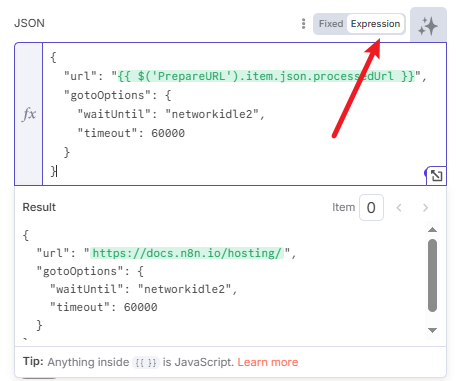 JSON
Fixed Expression
fx
{
  "url": "{{ $('PrepareURL').item.json.processedUrl }}",
  "gotoOptions": {
    "waitUntil": "networkidle2",
    "timeout": 60000
  }
}
Result Item 0
{
  "url": "https://docs.n8n.io/hosting/",
  "gotoOptions": {
    "waitUntil": "networkidle2",
    "timeout": 60000
  }
Tip: Anything inside {{ }} is JavaScript. Learn more